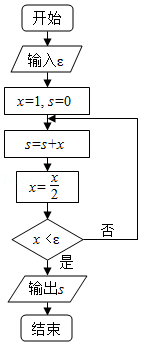 开始
输入ε
x=1, s=0
s=s+x
x= x/2
x <ε
否
是
输出s
结束